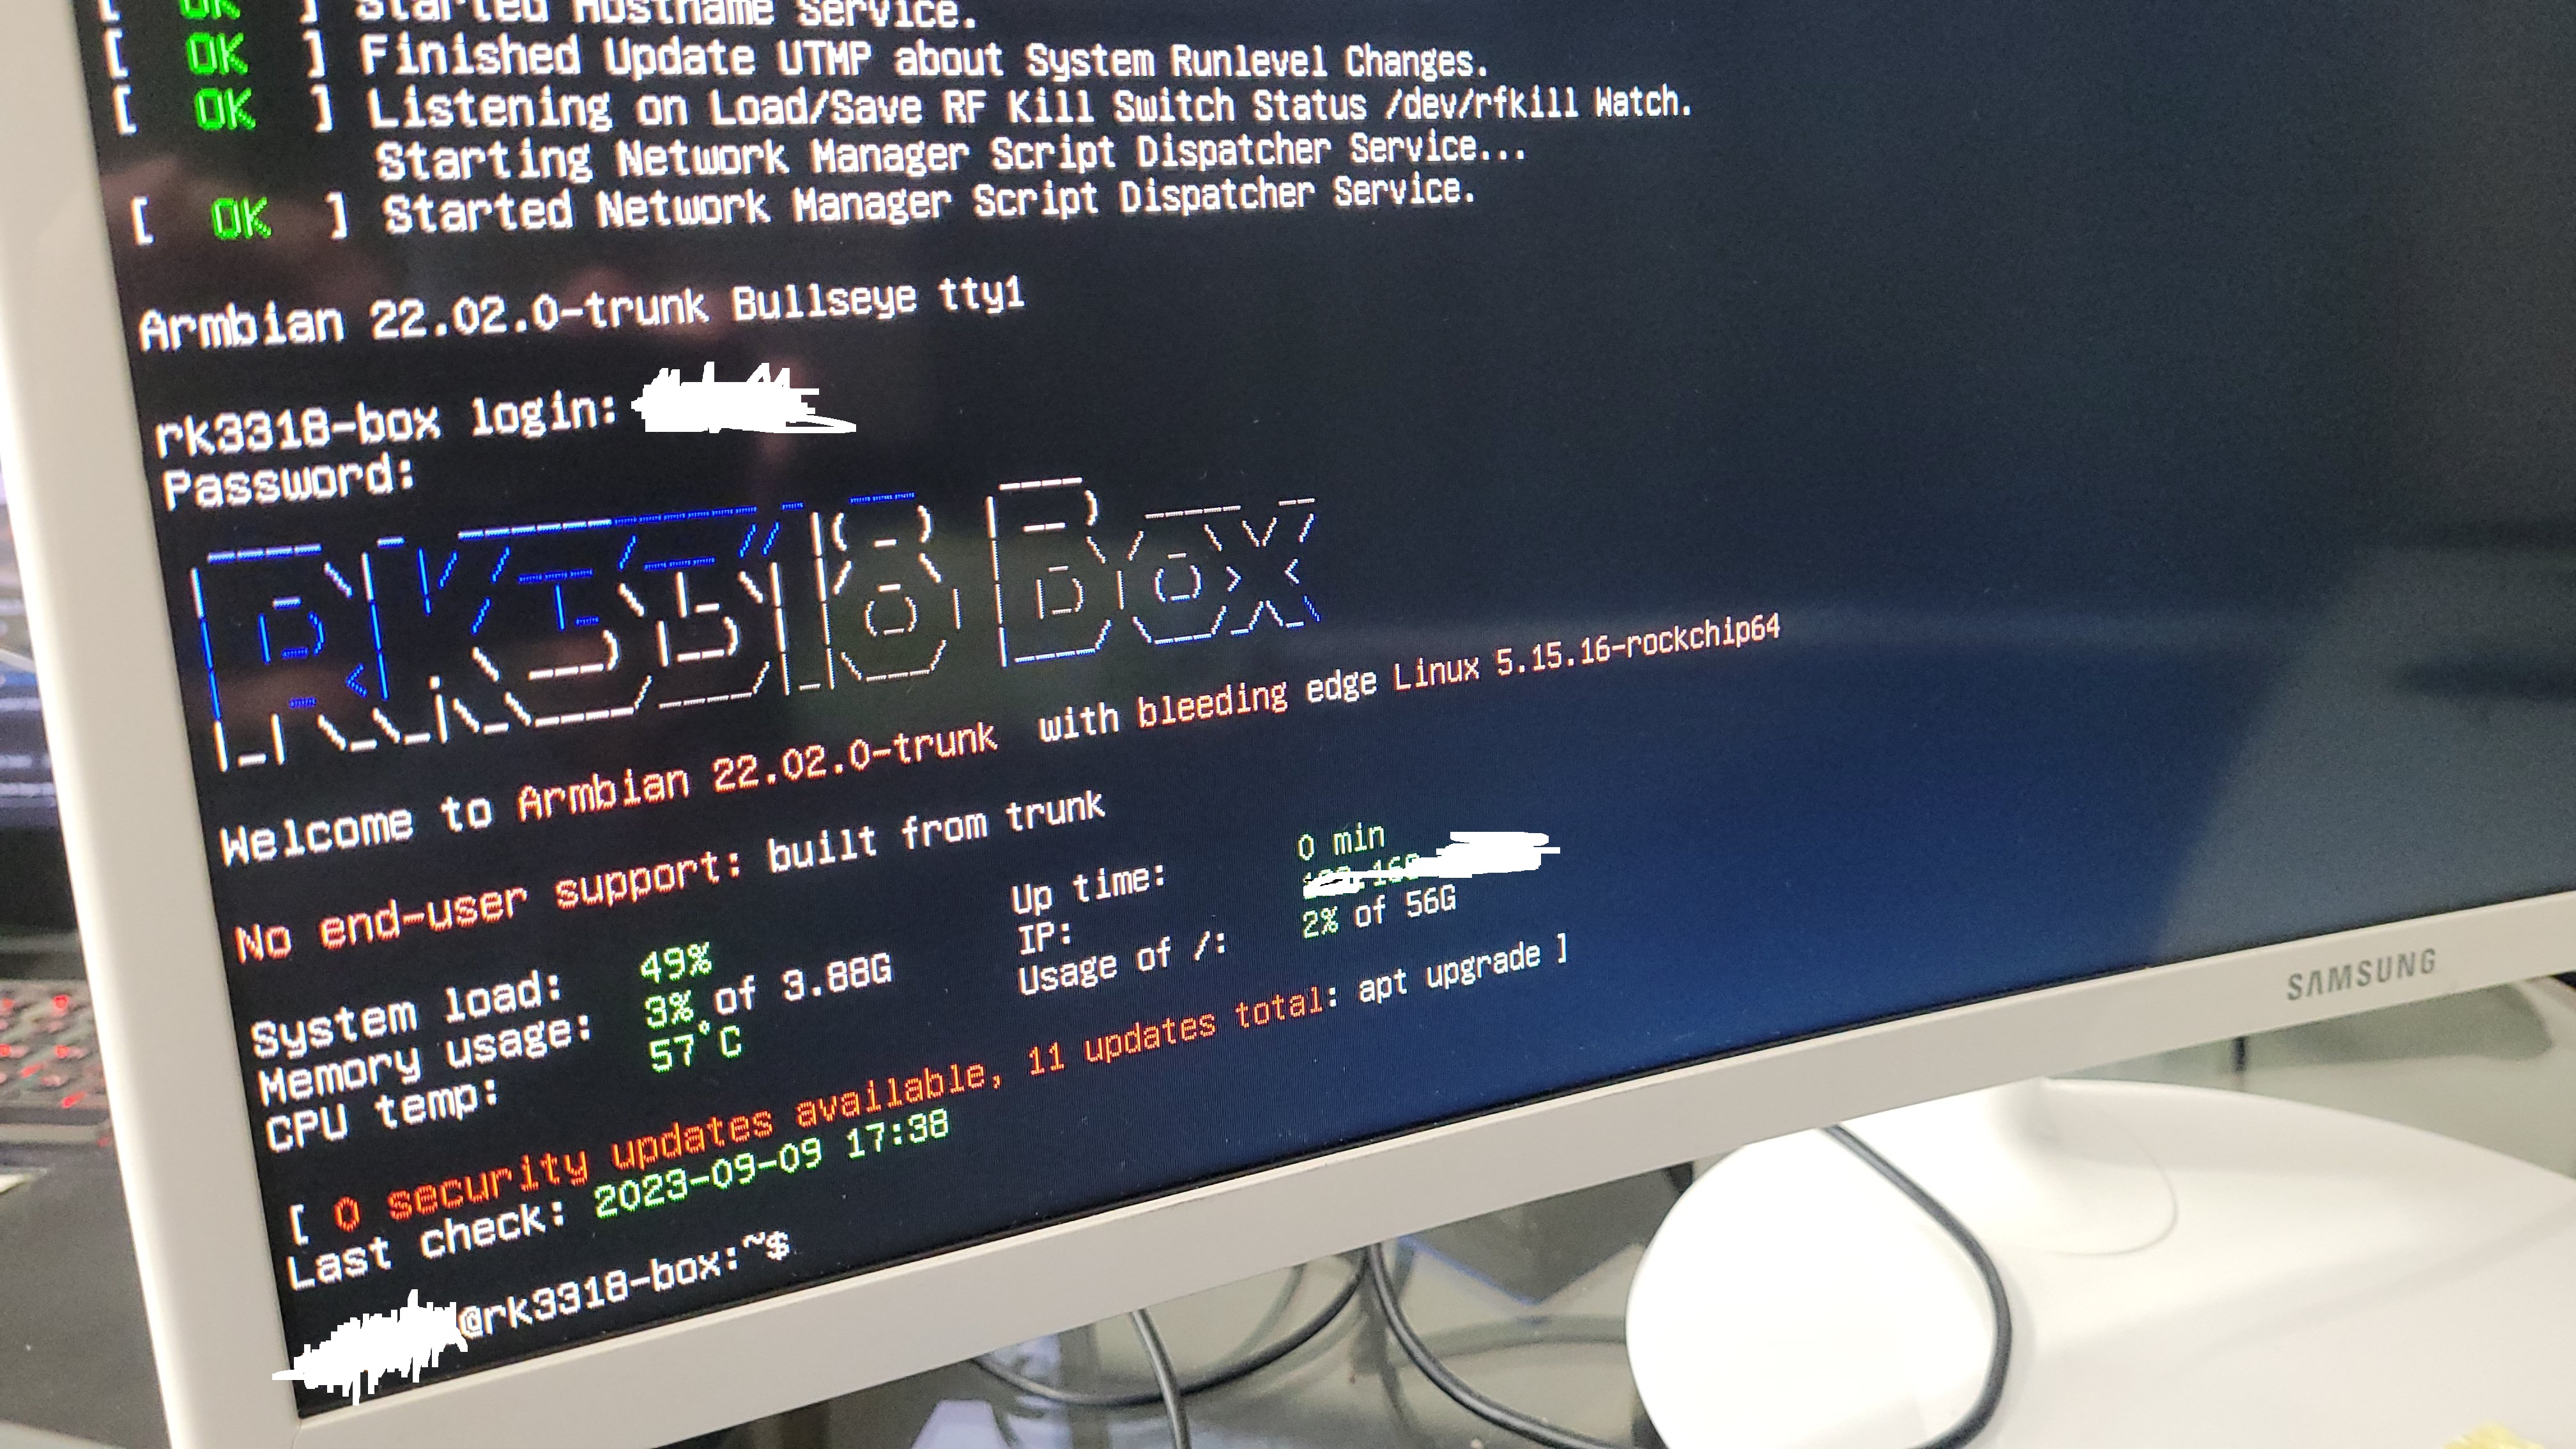 [ OK ] Started Hostname Service.
[ OK ] Finished Update UTMP about System Runlevel Changes.
[ OK ] Listening on Load/Save RF Kill Switch Status /dev/rfkill Watch.
Starting Network Manager Script Dispatcher Service...
[ OK ] Started Network Manager Script Dispatcher Service.
Armbian 22.02.0-trunk Bullseye tty1
rk3318-box login:
Password:
RK3318 Box
Welcome to Armbian 22.02.0-trunk with bleeding edge Linux 5.15.16-rockchip64
No end-user support: built from trunk
System load: 49% Up time: 0 min
Memory usage: 3% of 3.88G IP:
CPU temp: 57°C Usage of /: 2% of 56G
[ 0 security updates available, 11 updates total: apt upgrade ]
Last check: 2023-09-09 17:38
@rk3318-box:~$
SAMSUNG